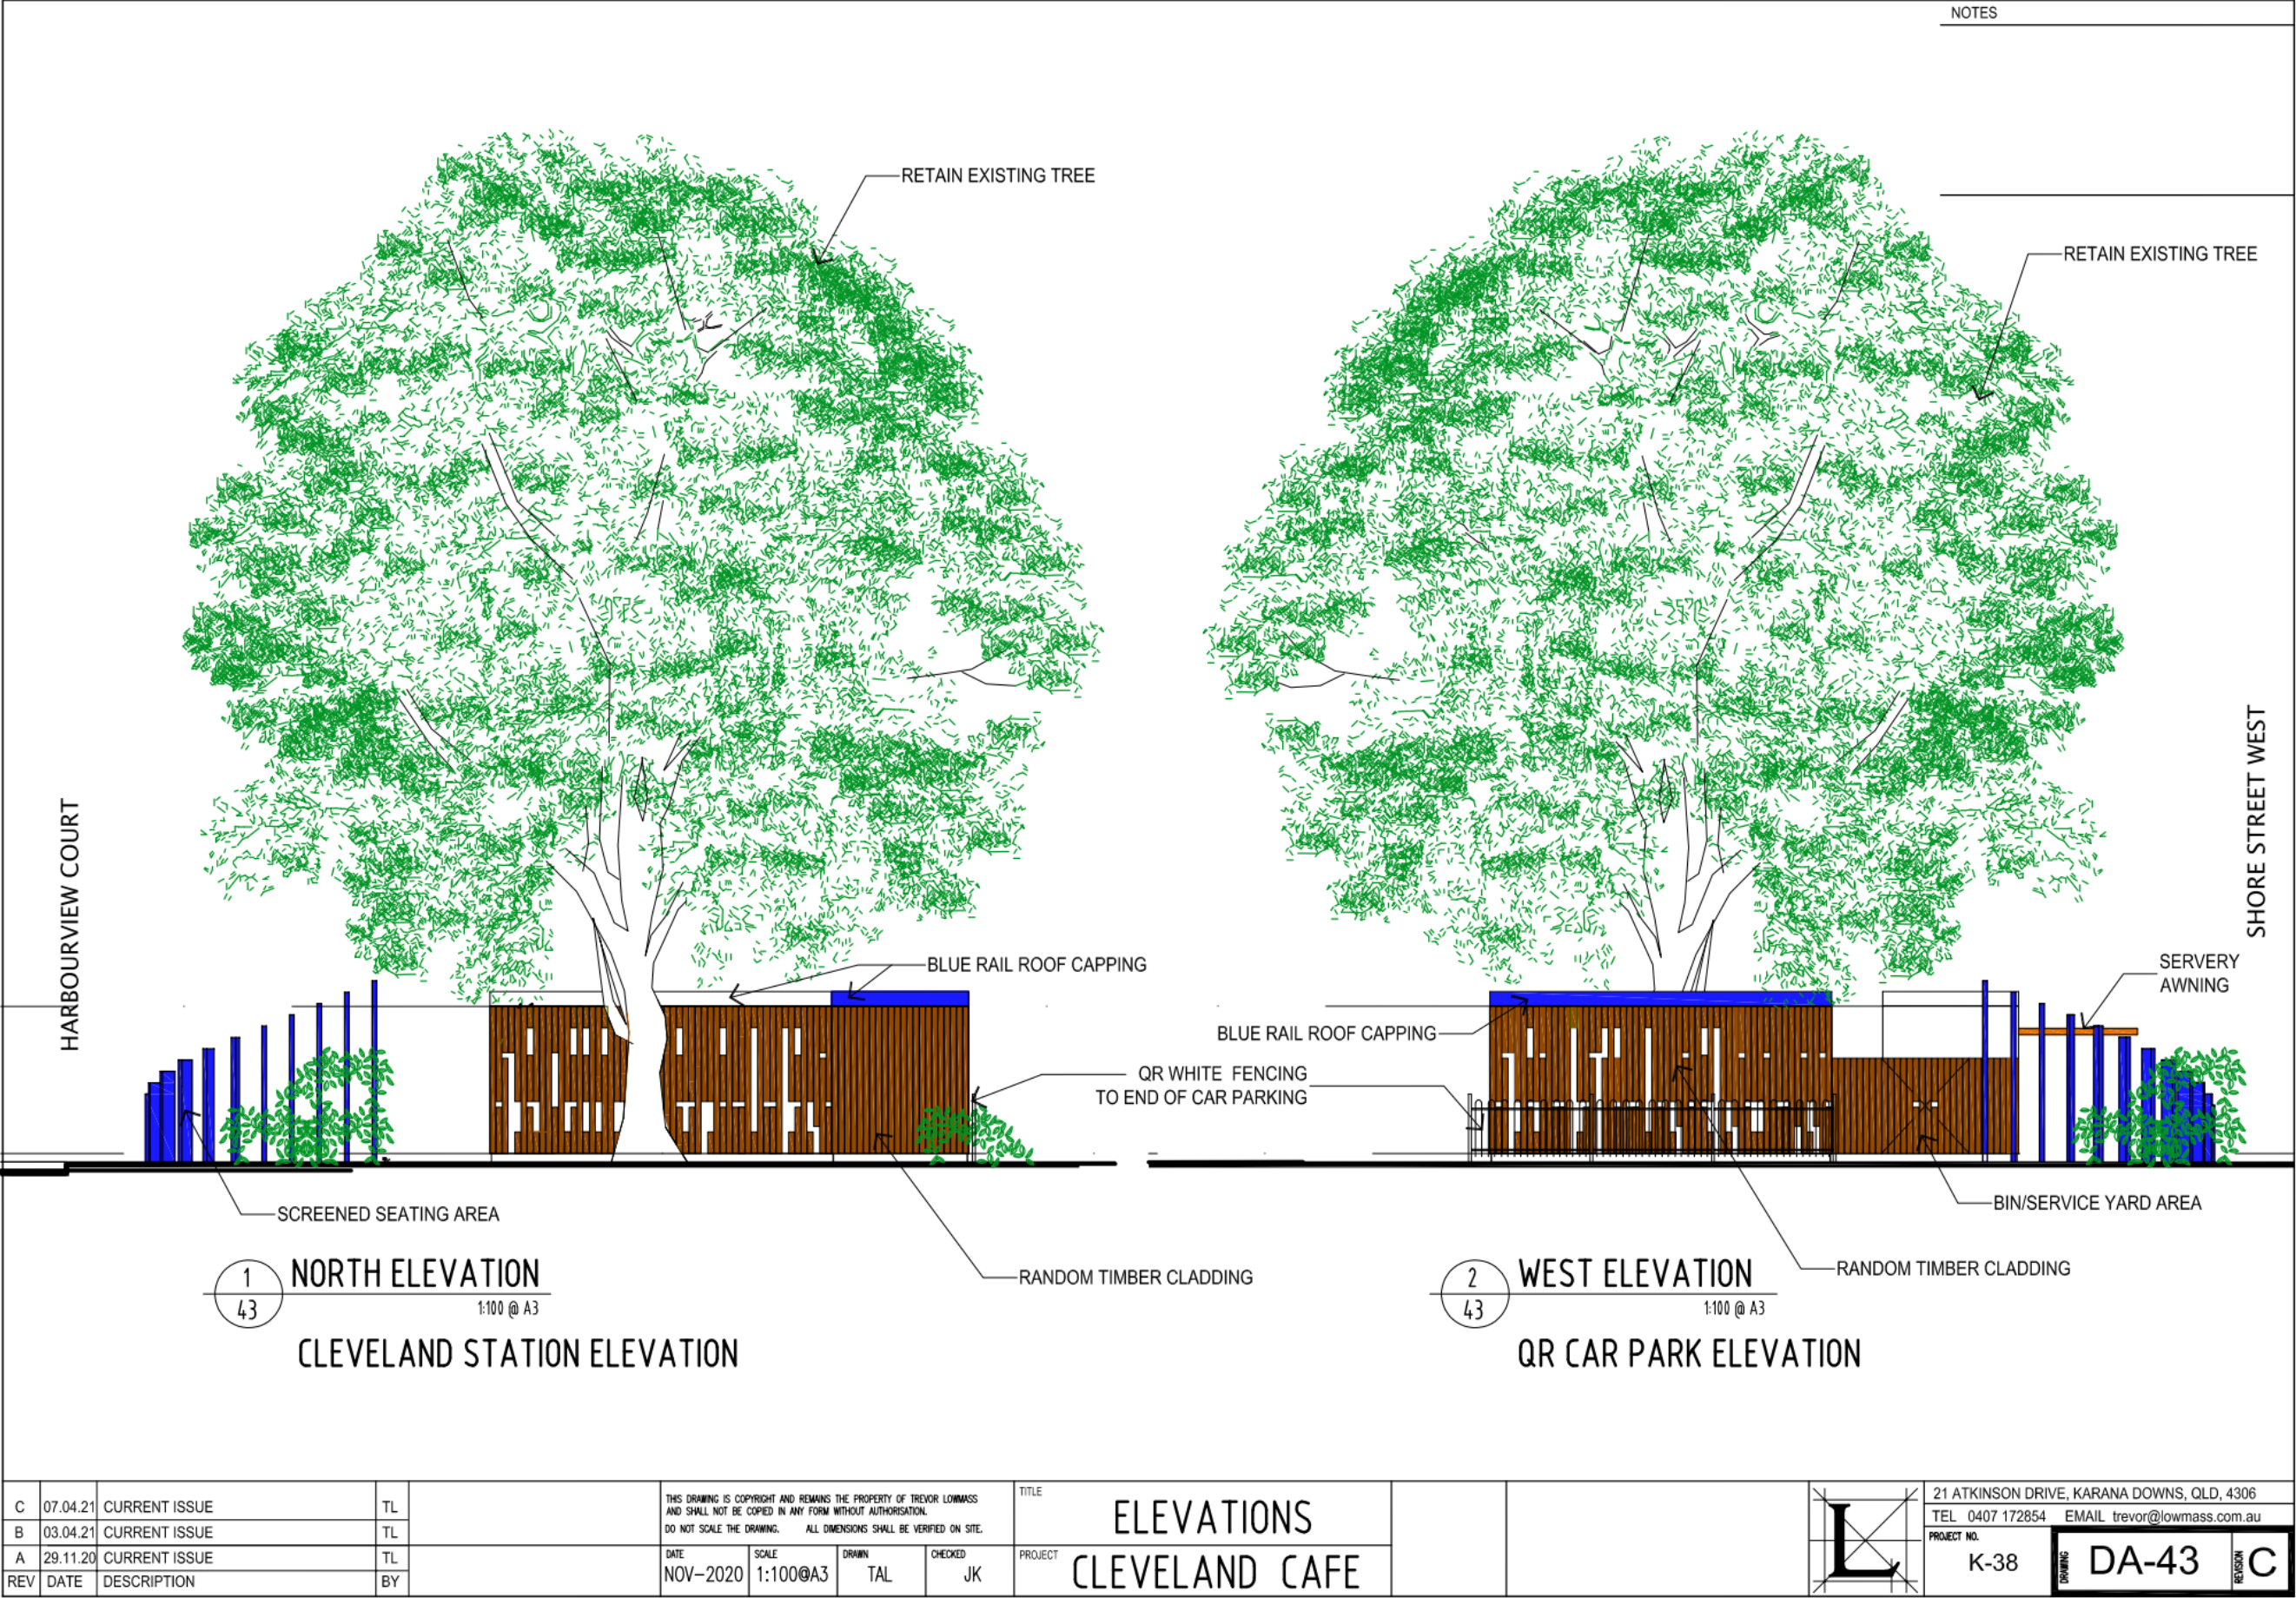 NOTES
RETAIN EXISTING TREE
RETAIN EXISTING TREE
HARBOURVIEW COURT
SHORE STREET WEST
BLUE RAIL ROOF CAPPING
SERVERY
AWNING
BLUE RAIL ROOF CAPPING
QR WHITE FENCING
TO END OF CAR PARKING
SCREENED SEATING AREA
BIN/SERVICE YARD AREA
RANDOM TIMBER CLADDING
RANDOM TIMBER CLADDING
1
43
NORTH ELEVATION
1:100 @ A3
CLEVELAND STATION ELEVATION
2
43
WEST ELEVATION
1:100 @ A3
QR CAR PARK ELEVATION
C 07.04.21 CURRENT ISSUE TL
B 03.04.21 CURRENT ISSUE TL
A 29.11.20 CURRENT ISSUE TL
REV DATE DESCRIPTION BY
THIS DRAWING IS COPYRIGHT AND REMAINS THE PROPERTY OF TREVOR LOWMASS
AND SHALL NOT BE COPIED IN ANY FORM WITHOUT AUTHORISATION.
DO NOT SCALE THE DRAWING. ALL DIMENSIONS SHALL BE VERIFIED ON SITE.
DATE SCALE DRAWN CHECKED
NOV-2020 1:100@A3 TAL JK
TITLE
ELEVATIONS
PROJECT
CLEVELAND CAFE
L
21 ATKINSON DRIVE, KARANA DOWNS, QLD, 4306
TEL 0407 172854 EMAIL trevor@lowmass.com.au
PROJECT NO.
K-38
DRAWING
DA-43
REVISION
C